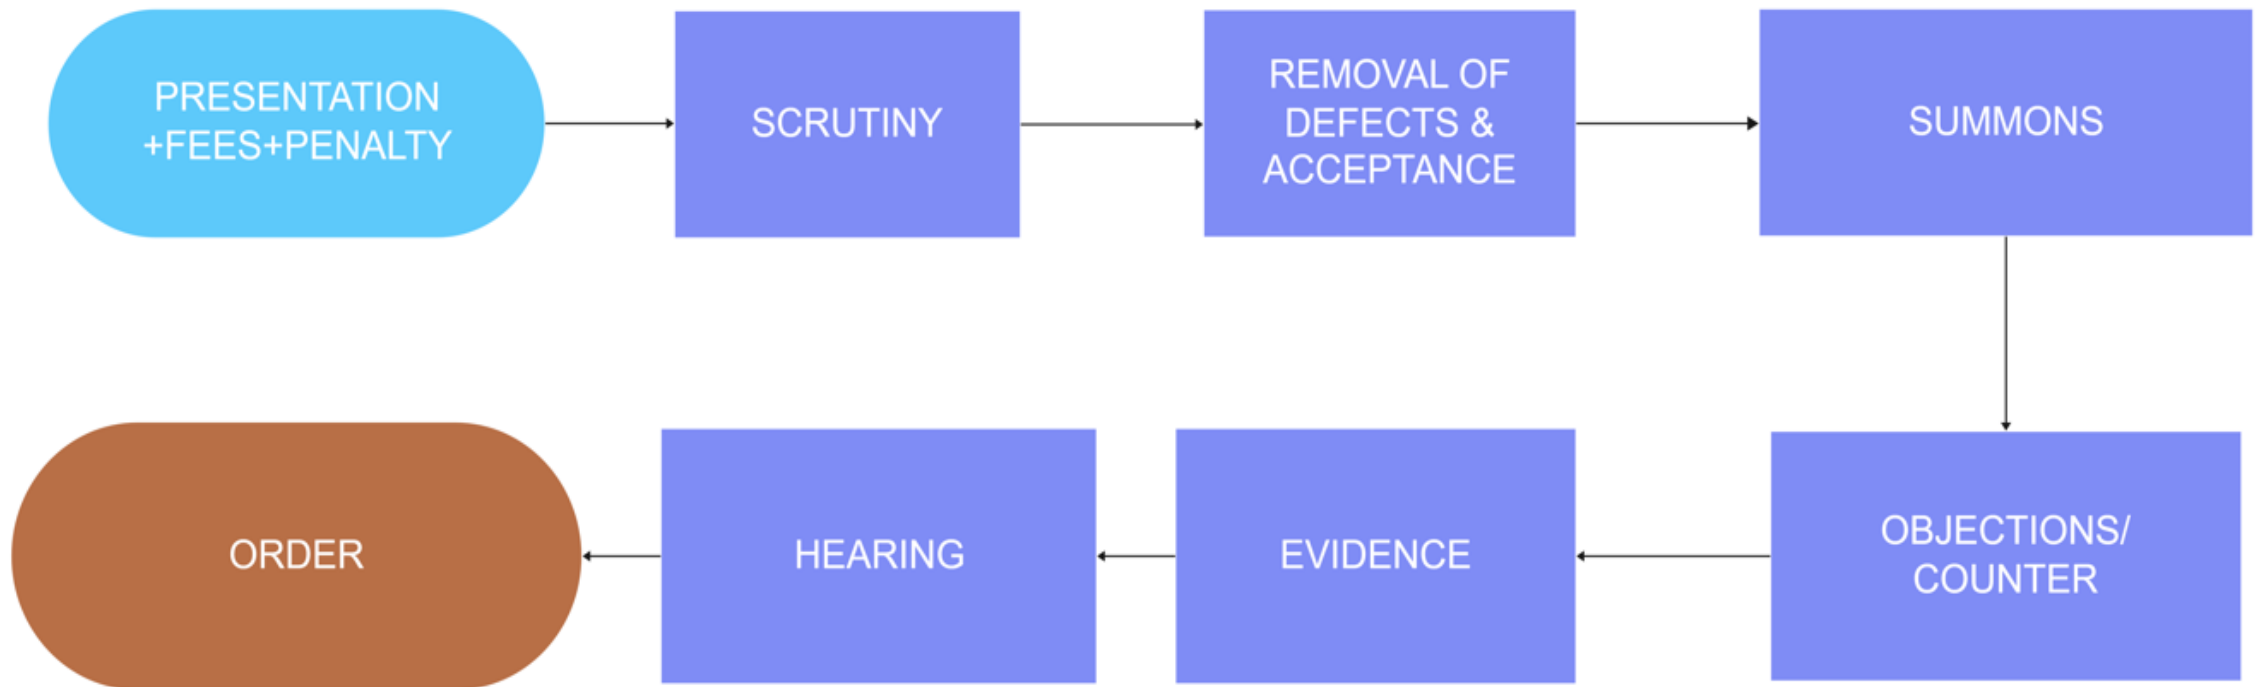 PRESENTATION
+FEES+PENALTY
SCRUTINY
REMOVAL OF
DEFECTS &
ACCEPTANCE
SUMMONS
OBJECTIONS/
COUNTER
EVIDENCE
HEARING
ORDER